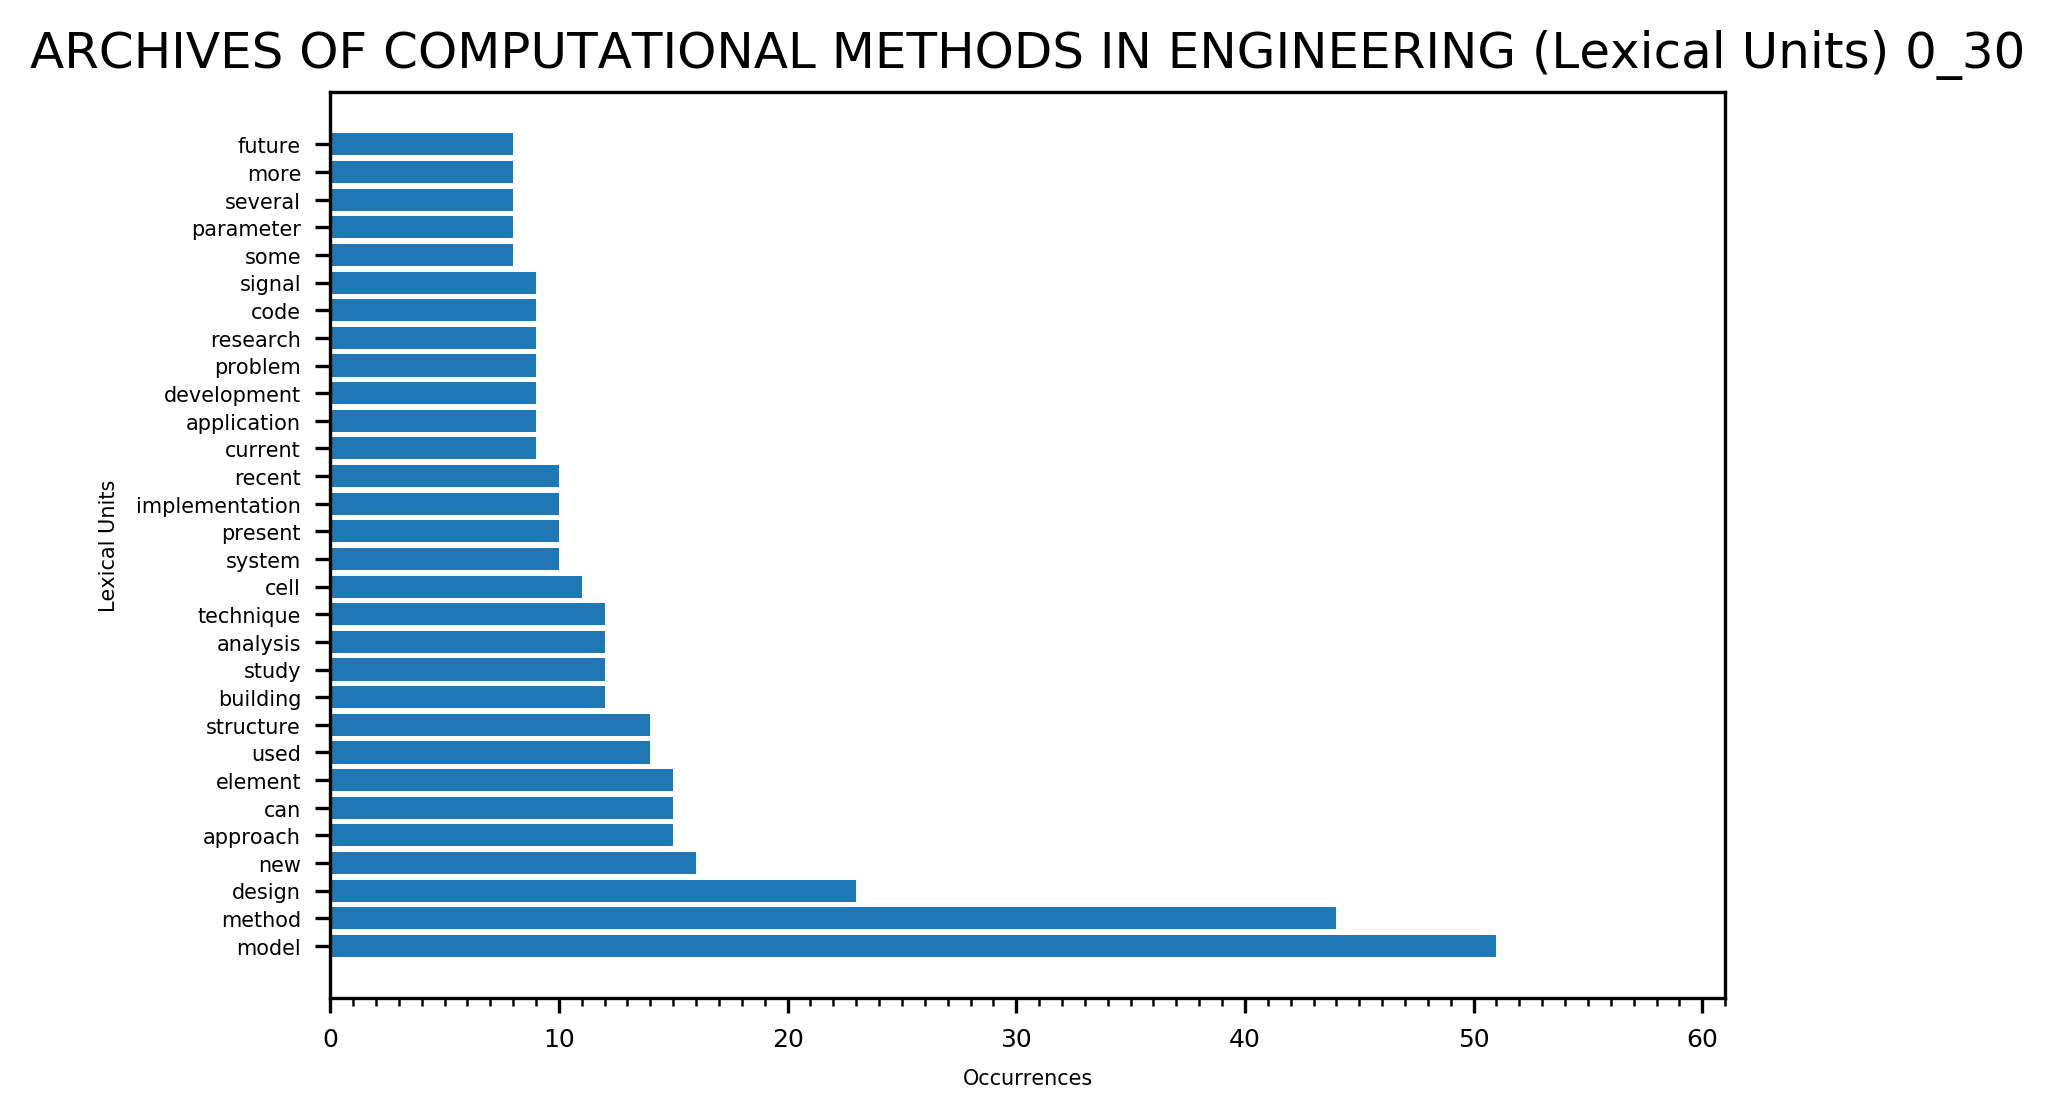 ARCHIVES OF COMPUTATIONAL METHODS IN ENGINEERING (Lexical Units) 0_30
future
more
several
parameter
some
signal
code
research
problem
development
application
current
recent
implementation
present
system
cell
technique
analysis
study
building
structure
used
element
can
approach
new
design
method
model
Lexical Units
0 10 20 30 40 50 60
Occurrences